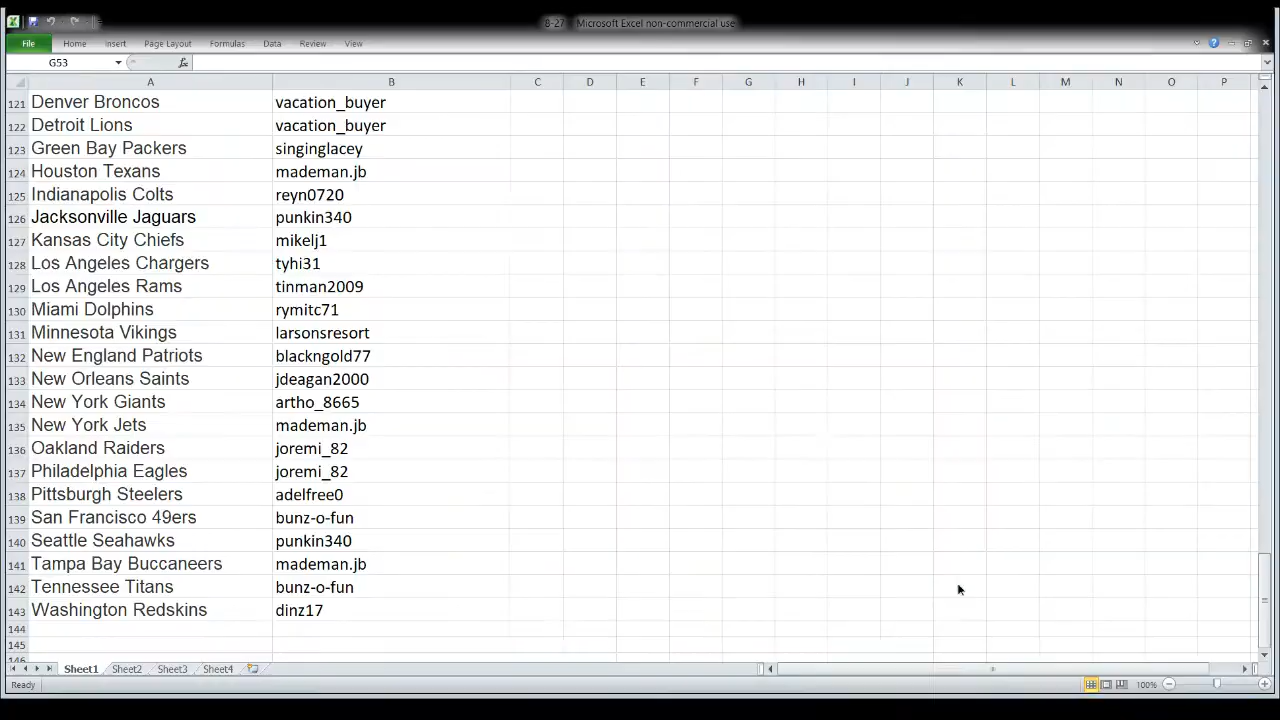 8-27 Microsoft Excel non-commercial use
File Home Insert Page Layout Formulas Data Review View
G53 fx
A B C D E F G H I J K L M N O P
121 Denver Broncos vacation_buyer
122 Detroit Lions vacation_buyer
123 Green Bay Packers singinglacey
124 Houston Texans mademan.jb
125 Indianapolis Colts reyn0720
126 Jacksonville Jaguars punkin340
127 Kansas City Chiefs mikelj1
128 Los Angeles Chargers tyhi31
129 Los Angeles Rams tinman2009
130 Miami Dolphins rymitc71
131 Minnesota Vikings larsonsresort
132 New England Patriots blackngold77
133 New Orleans Saints jdeagan2000
134 New York Giants artho_8665
135 New York Jets mademan.jb
136 Oakland Raiders joremi_82
137 Philadelphia Eagles joremi_82
138 Pittsburgh Steelers adelfree0
139 San Francisco 49ers bunz-o-fun
140 Seattle Seahawks punkin340
141 Tampa Bay Buccaneers mademan.jb
142 Tennessee Titans bunz-o-fun
143 Washington Redskins dinz17
144
145
146
Sheet1 Sheet2 Sheet3 Sheet4
Ready 100%